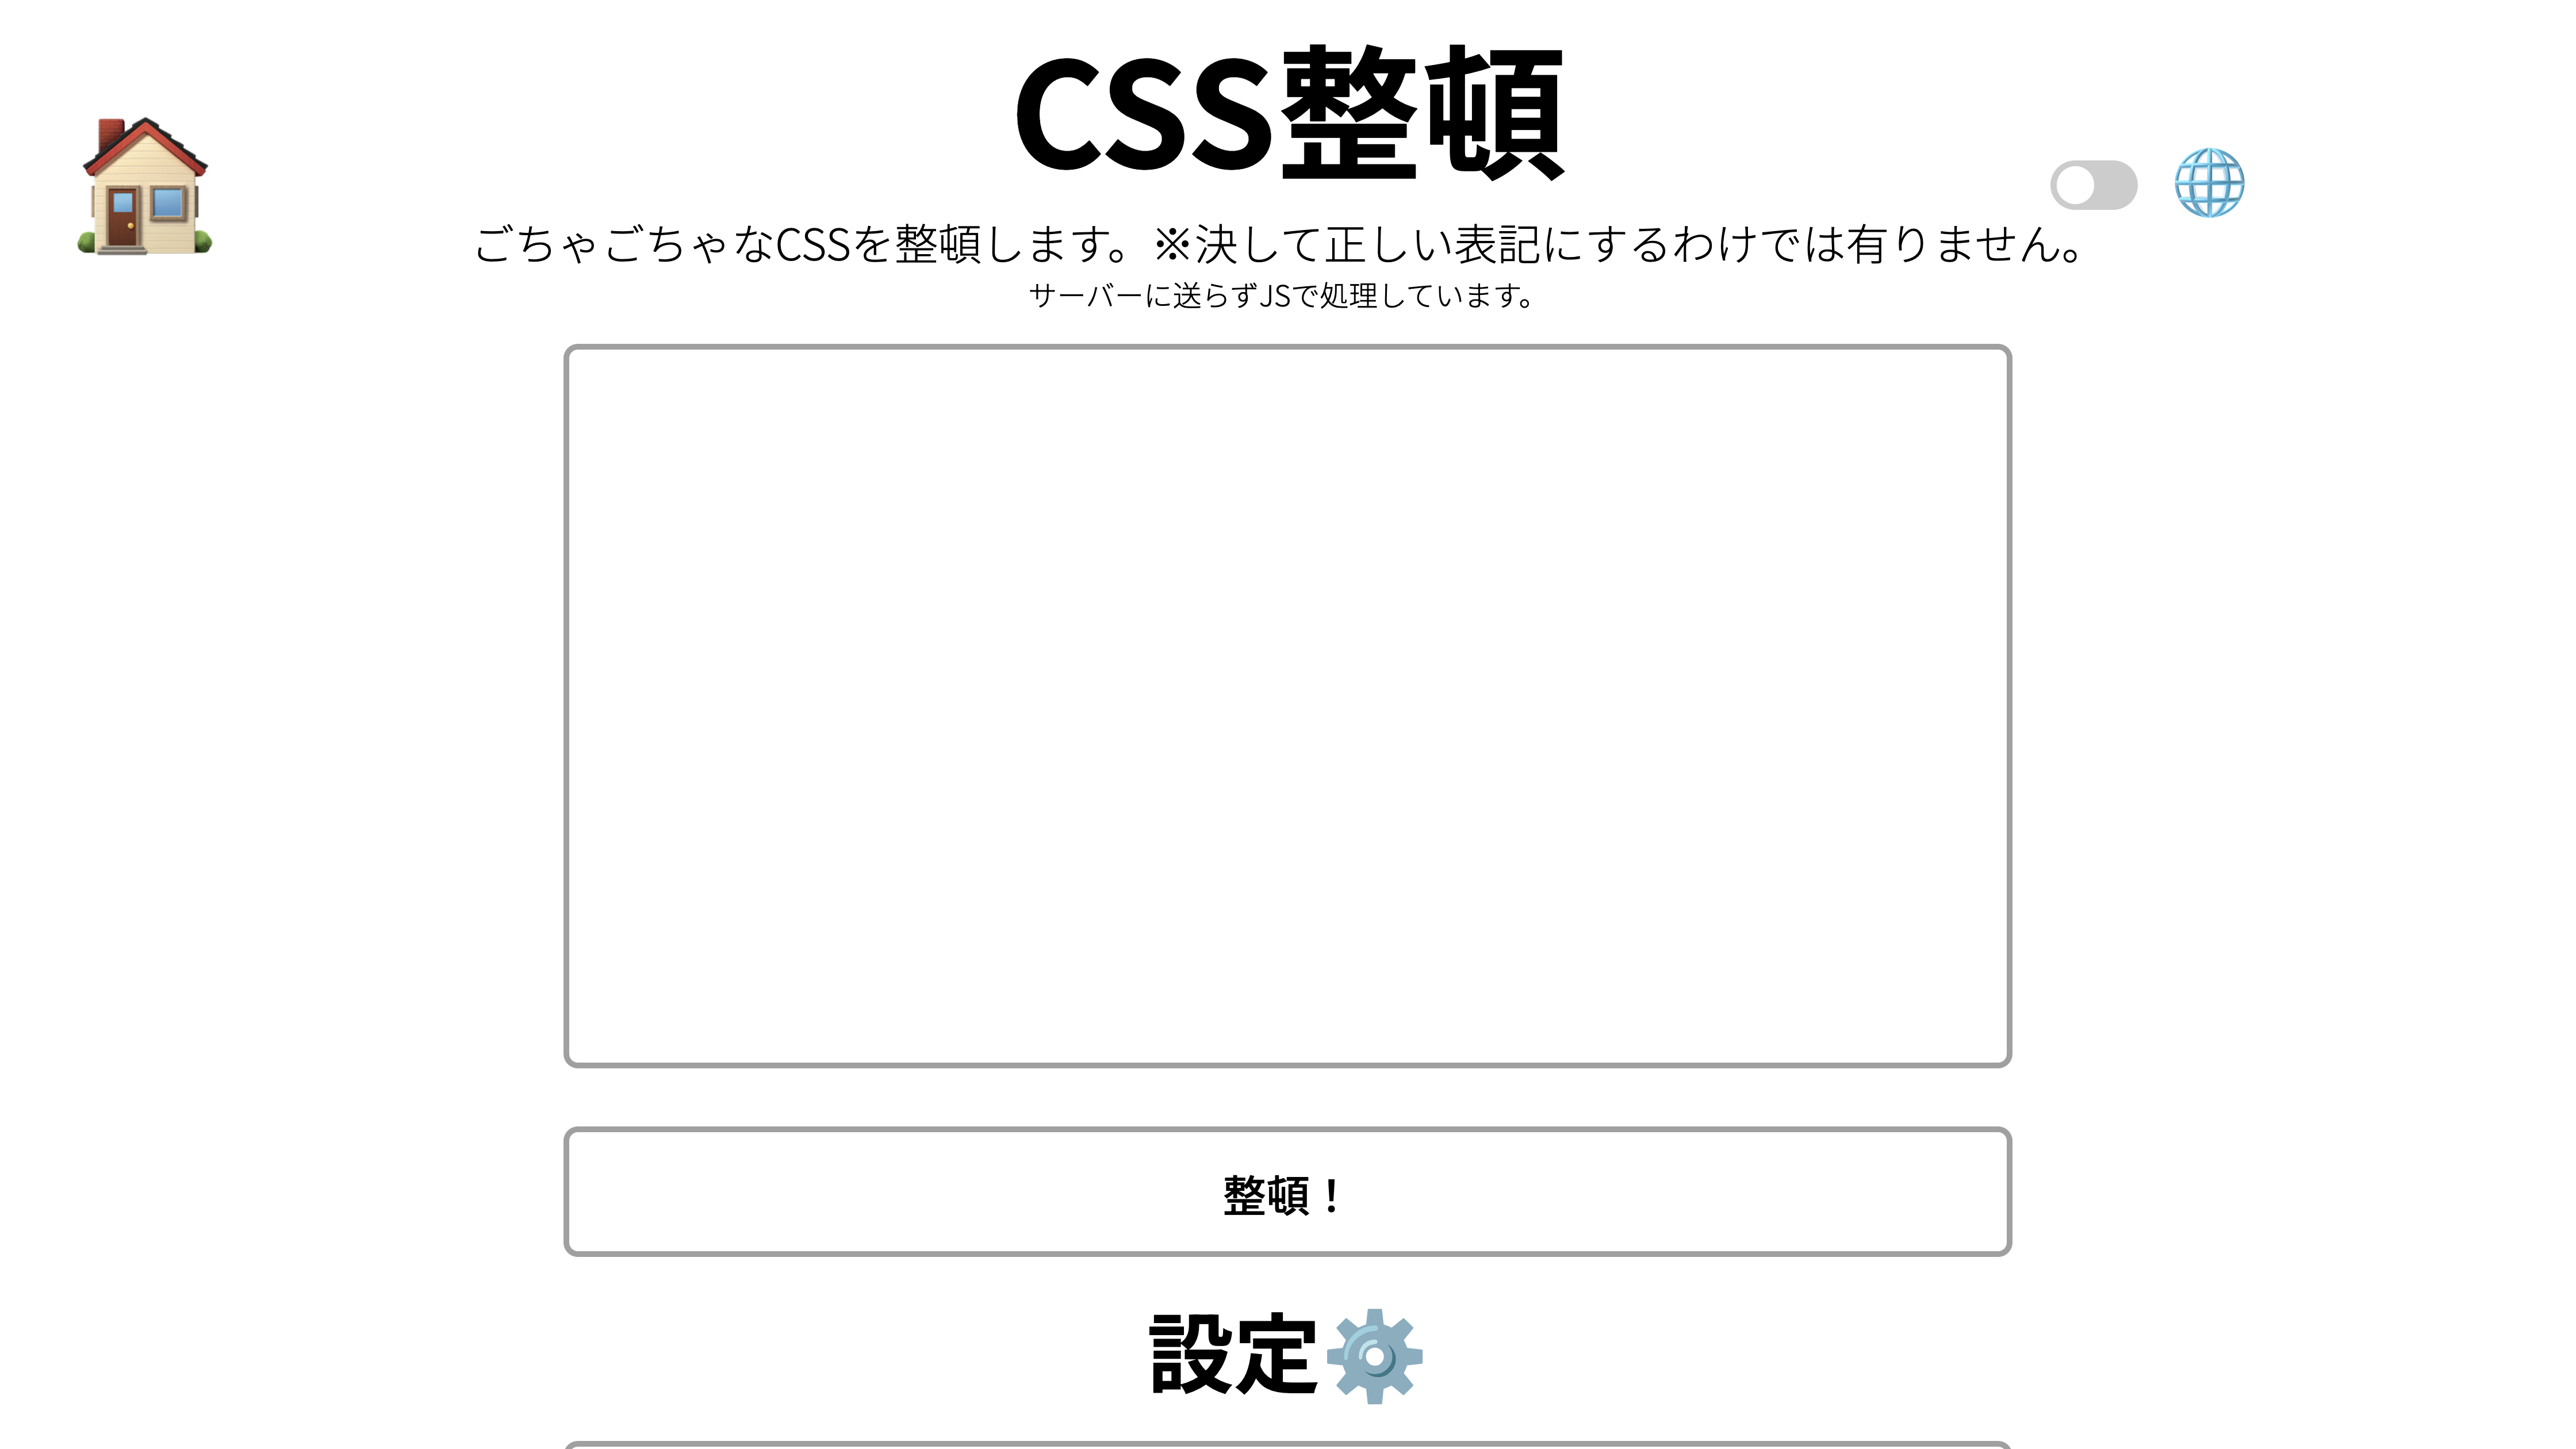 CSS整頓
ごちゃごちゃなCSSを整頓します。※決して正しい表記にするわけでは有りません。
サーバーに送らずJSで処理しています。
整頓！
設定⚙️